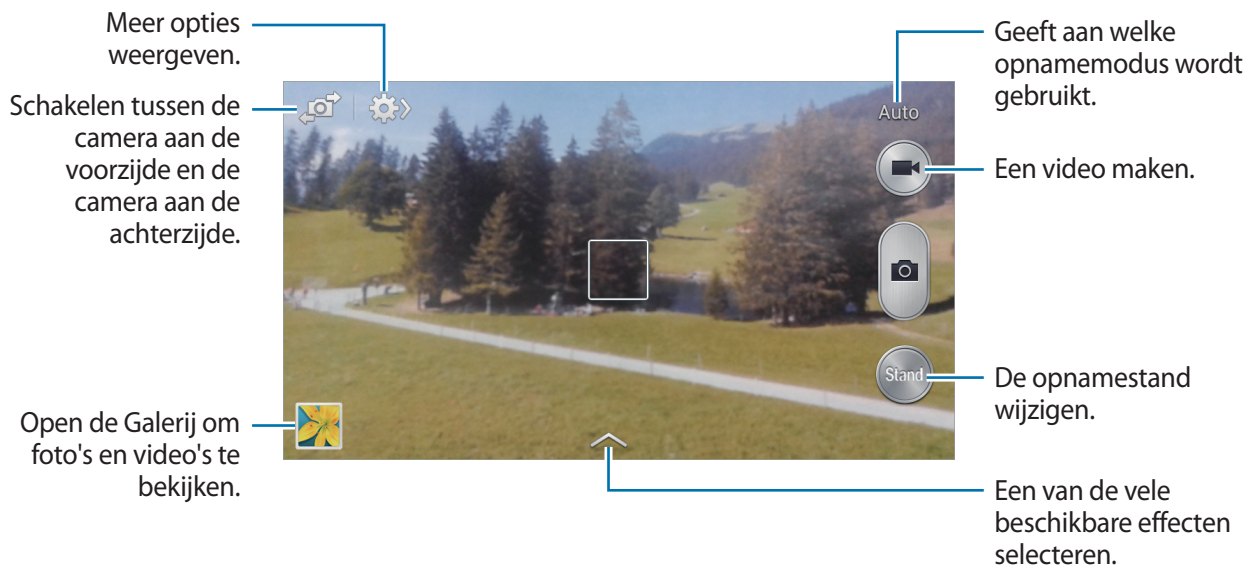 Meer opties
weergeven.
Schakelen tussen de
camera aan de
voorzijde en de
camera aan de
achterzijde.
Open de Galerij om
foto's en video's te
bekijken.
Auto
Stand
Geeft aan welke
opnamemodus wordt
gebruikt.
Een video maken.
De opnamestand
wijzigen.
Een van de vele
beschikbare effecten
selecteren.